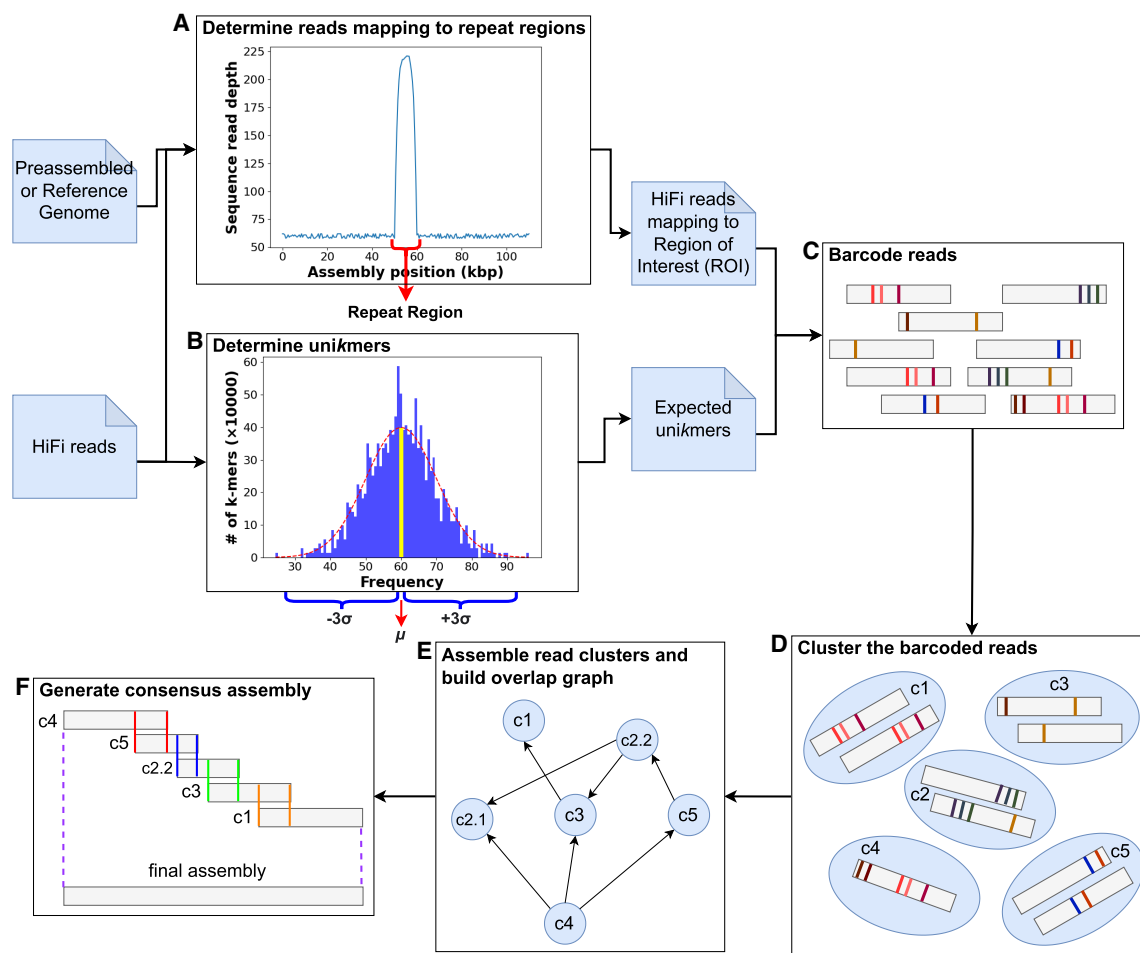 A
Determine reads mapping to repeat regions
225
200
175
150
125
100
75
50
Sequence read depth
0
20
40
60
80
100
Assembly position (kbp)
Repeat Region
Preassembled
or Reference
Genome
HiFi reads
B
Determine unikmers
60
50
40
30
20
10
0
# of k-mers (×10000)
30
40
50
60
70
80
90
Frequency
-3σ
+3σ
μ
HiFi reads
mapping to
Region of
Interest (ROI)
Expected
unikmers
C
Barcode reads
D
Cluster the barcoded reads
c1
c3
c2
c4
c5
E
Assemble read clusters and
build overlap graph
c1
c2.2
c2.1
c3
c5
c4
F
Generate consensus assembly
c4
c5
c2.2
c3
c1
final assembly